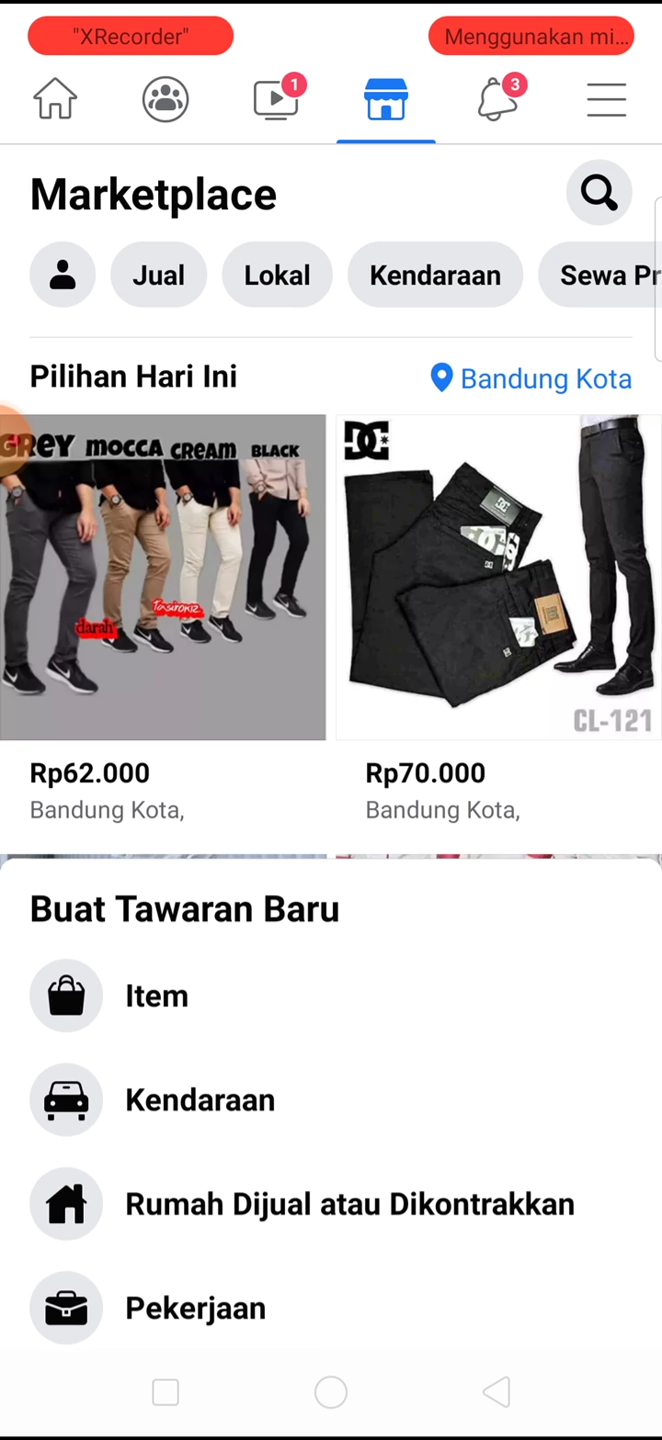 "XRecorder"
Menggunakan mi...
1
3
Marketplace
Jual
Lokal
Kendaraan
Sewa Pr
Pilihan Hari Ini
Bandung Kota
GREY MOCCA CREAM BLACK
darah
DC
CL-121
Rp62.000
Bandung Kota,
Rp70.000
Bandung Kota,
Buat Tawaran Baru
Item
Kendaraan
Rumah Dijual atau Dikontrakkan
Pekerjaan